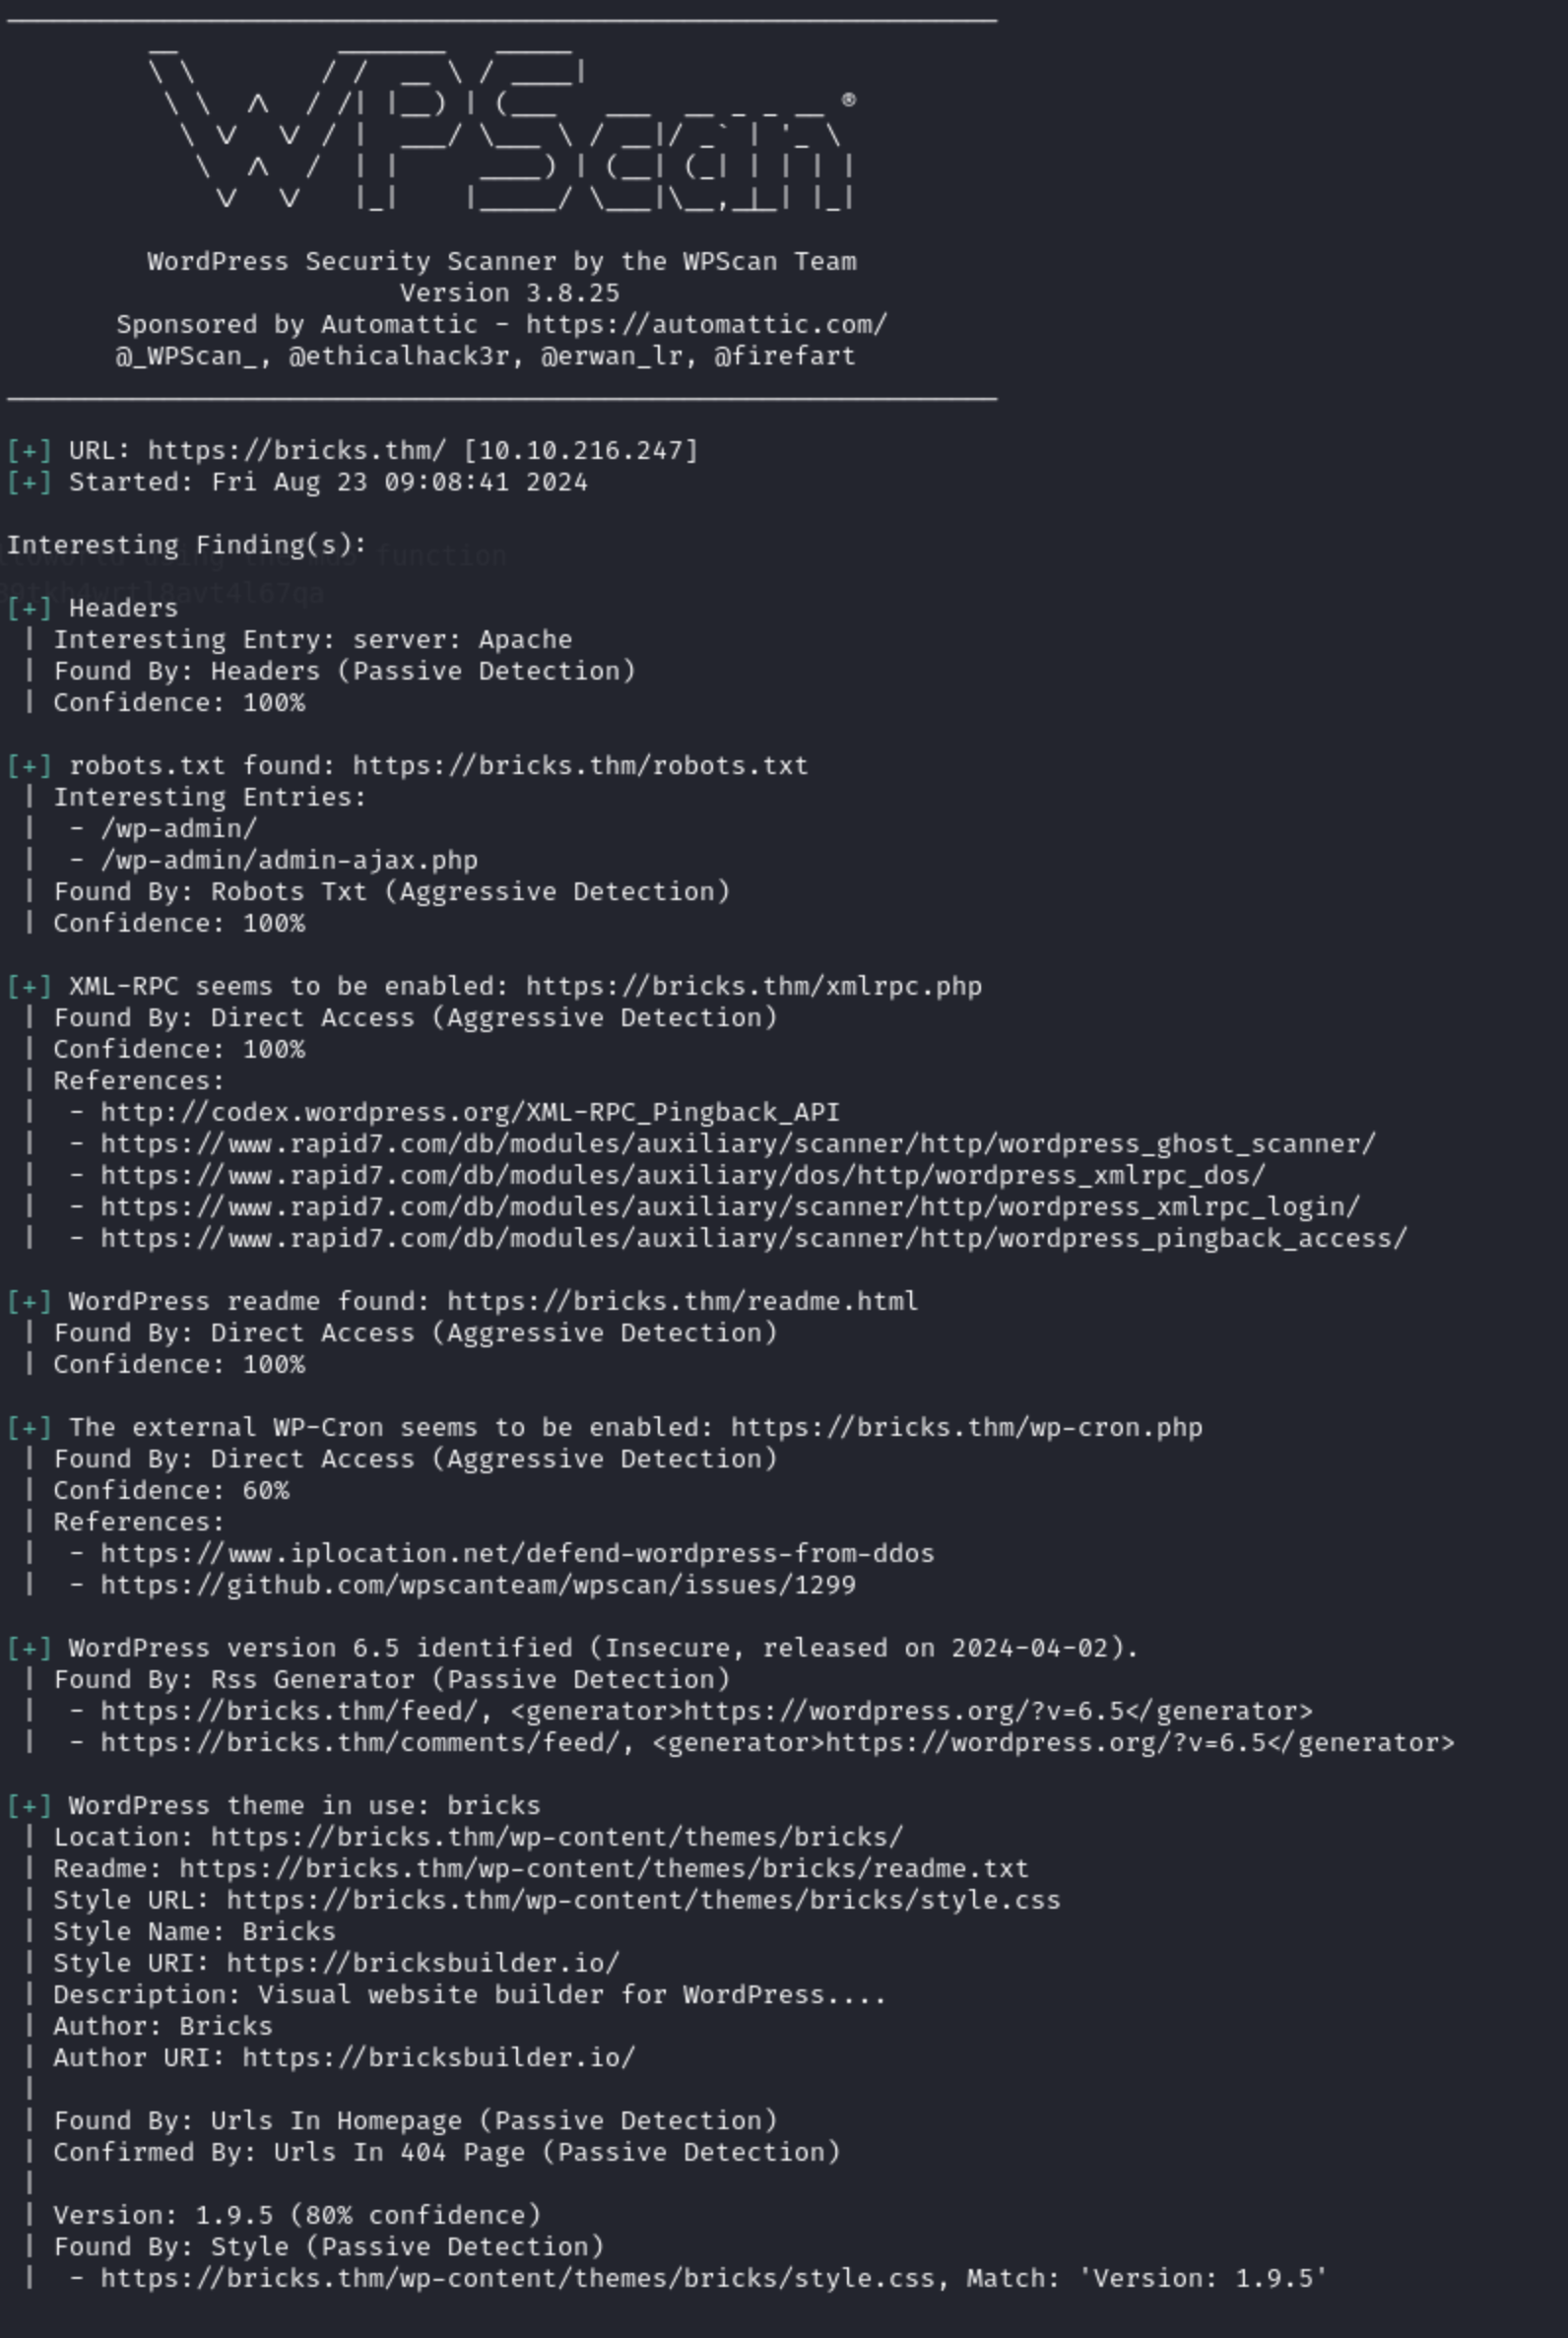 WPScan ®
WordPress Security Scanner by the WPScan Team
Version 3.8.25
Sponsored by Automattic - https://automattic.com/
@_WPScan_, @ethicalhack3r, @erwan_lr, @firefart
[+] URL: https://bricks.thm/ [10.10.216.247]
[+] Started: Fri Aug 23 09:08:41 2024
Interesting Finding(s):
function
[+] Headers
| Interesting Entry: server: Apache
| Found By: Headers (Passive Detection)
| Confidence: 100%
[+] robots.txt found: https://bricks.thm/robots.txt
| Interesting Entries:
|  - /wp-admin/
|  - /wp-admin/admin-ajax.php
| Found By: Robots Txt (Aggressive Detection)
| Confidence: 100%
[+] XML-RPC seems to be enabled: https://bricks.thm/xmlrpc.php
| Found By: Direct Access (Aggressive Detection)
| Confidence: 100%
| References:
|  - http://codex.wordpress.org/XML-RPC_Pingback_API
|  - https://www.rapid7.com/db/modules/auxiliary/scanner/http/wordpress_ghost_scanner/
|  - https://www.rapid7.com/db/modules/auxiliary/dos/http/wordpress_xmlrpc_dos/
|  - https://www.rapid7.com/db/modules/auxiliary/scanner/http/wordpress_xmlrpc_login/
|  - https://www.rapid7.com/db/modules/auxiliary/scanner/http/wordpress_pingback_access/
[+] WordPress readme found: https://bricks.thm/readme.html
| Found By: Direct Access (Aggressive Detection)
| Confidence: 100%
[+] The external WP-Cron seems to be enabled: https://bricks.thm/wp-cron.php
| Found By: Direct Access (Aggressive Detection)
| Confidence: 60%
| References:
|  - https://www.iplocation.net/defend-wordpress-from-ddos
|  - https://github.com/wpscanteam/wpscan/issues/1299
[+] WordPress version 6.5 identified (Insecure, released on 2024-04-02).
| Found By: Rss Generator (Passive Detection)
|  - https://bricks.thm/feed/, <generator>https://wordpress.org/?v=6.5</generator>
|  - https://bricks.thm/comments/feed/, <generator>https://wordpress.org/?v=6.5</generator>
[+] WordPress theme in use: bricks
| Location: https://bricks.thm/wp-content/themes/bricks/
| Readme: https://bricks.thm/wp-content/themes/bricks/readme.txt
| Style URL: https://bricks.thm/wp-content/themes/bricks/style.css
| Style Name: Bricks
| Style URI: https://bricksbuilder.io/
| Description: Visual website builder for WordPress....
| Author: Bricks
| Author URI: https://bricksbuilder.io/
|
| Found By: Urls In Homepage (Passive Detection)
| Confirmed By: Urls In 404 Page (Passive Detection)
|
| Version: 1.9.5 (80% confidence)
| Found By: Style (Passive Detection)
|  - https://bricks.thm/wp-content/themes/bricks/style.css, Match: 'Version: 1.9.5'